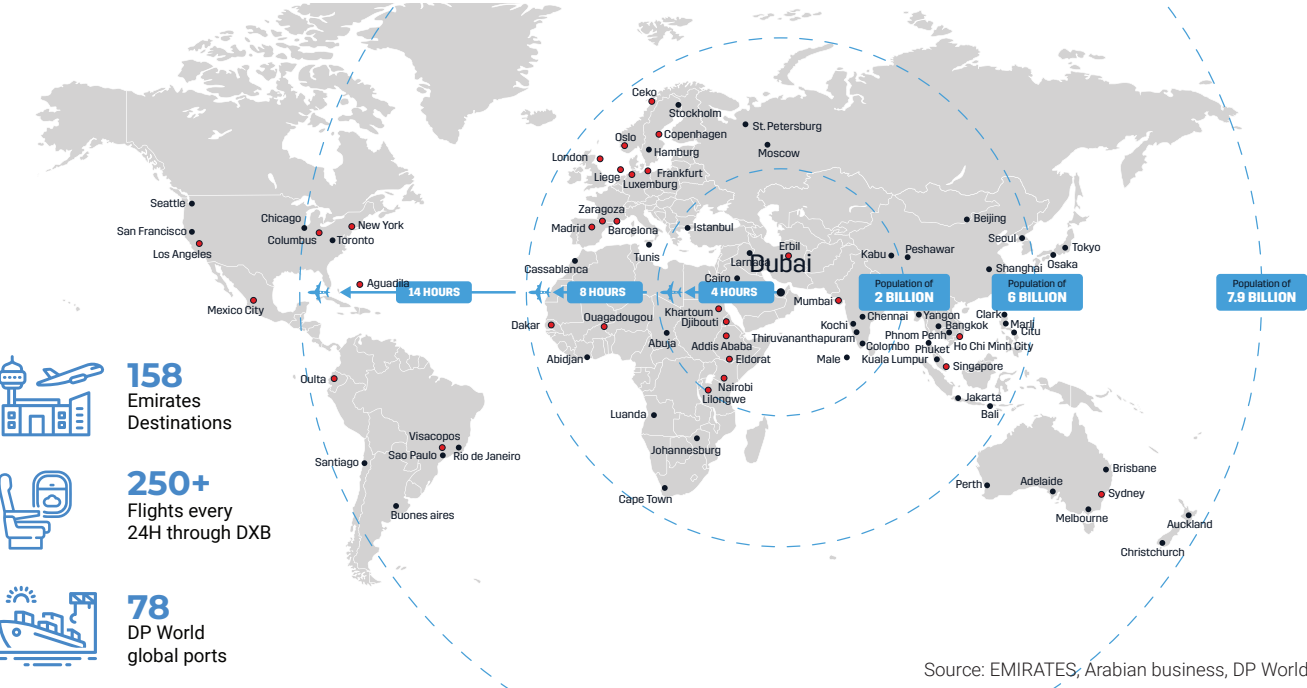 Ceko
Stockholm
St. Petersburg
Oslo
Copenhagen
Moscow
Hamburg
London
Liege
Frankfurt
Luxemburg
Seattle
Zaragoza
Chicago
New York
Madrid
Barcelona
Istanbul
Beijing
San Francisco
Columbus
Toronto
Seoul
Tokyo
Los Angeles
Tunis
Erbil
Kabu
Peshawar
Larnaca
Dubai
Osaka
Cassablanca
Shanghai
Cairo
Aguadila
14 HOURS
8 HOURS
4 HOURS
Population of
2 BILLION
Population of
6 BILLION
Population of
7.9 BILLION
Mexico City
Mumbai
Khartoum
Djibouti
Chennai
Yangon
Clark
Dakar
Ouagadougou
Kochi
Bangkok
Marli
Citu
Abuja
Addis Ababa
Thiruvananthapuram
Phnom Penh
Ho Chi Minh City
Colombo
Phuket
Abidjan
Eldorat
Male
Kuala Lumpur
Singapore
Oulta
Nairobi
Lilongwe
Jakarta
Bali
Luanda
Visacopos
Sao Paulo
Rio de Janeiro
Johannesburg
Santiago
Brisbane
Perth
Adelaide
Sydney
Cape Town
Buones aires
Melbourne
Auckland
Christchurch
158
Emirates
Destinations
250+
Flights every
24H through DXB
78
DP World
global ports
Source: EMIRATES, Arabian business, DP World